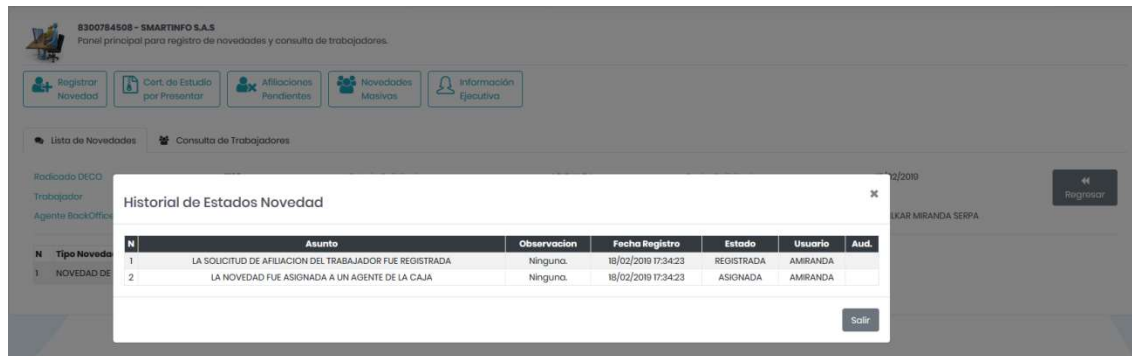 8300784508 - SMARTINFO S.A.S
Panel principal para registro de novedades y consulta de trabajadores.
Registrar Novedad
Cert. de Estudio por Presentar
Afiliaciones Pendientes
Novedades Masivas
Información Ejecutiva
Lista de Novedades Consulta de Trabajadores
Radicado DECO
/02/2019
Regresar
Trabajador
Agente BackOffice
MIRANDA SERPA
Historial de Estados Novedad
N Asunto Observacion Fecha Registro Estado Usuario Aud.
1 LA SOLICITUD DE AFILIACION DEL TRABAJADOR FUE REGISTRADA Ninguna. 18/02/2019 17:34:23 REGISTRADA AMIRANDA
2 LA NOVEDAD FUE ASIGNADA A UN AGENTE DE LA CAJA Ninguna. 18/02/2019 17:34:23 ASIGNADA AMIRANDA
Salir
N Tipo Noveda
1 NOVEDAD DE